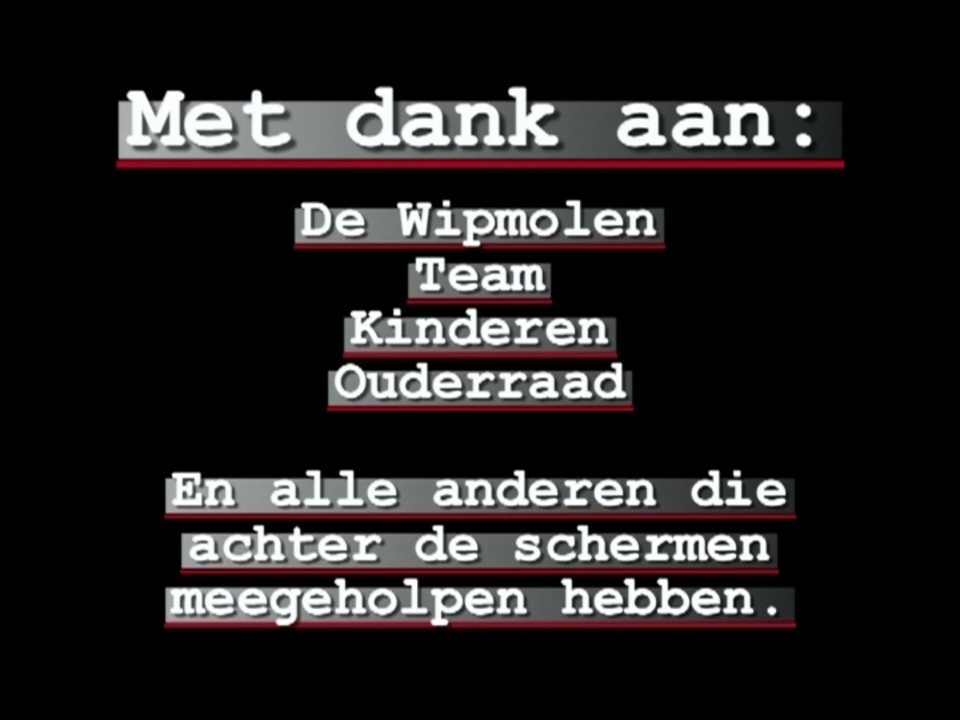 Met dank aan:
De Wipmolen
Team
Kinderen
Ouderraad
En alle anderen die
achter de schermen
meegeholpen hebben.